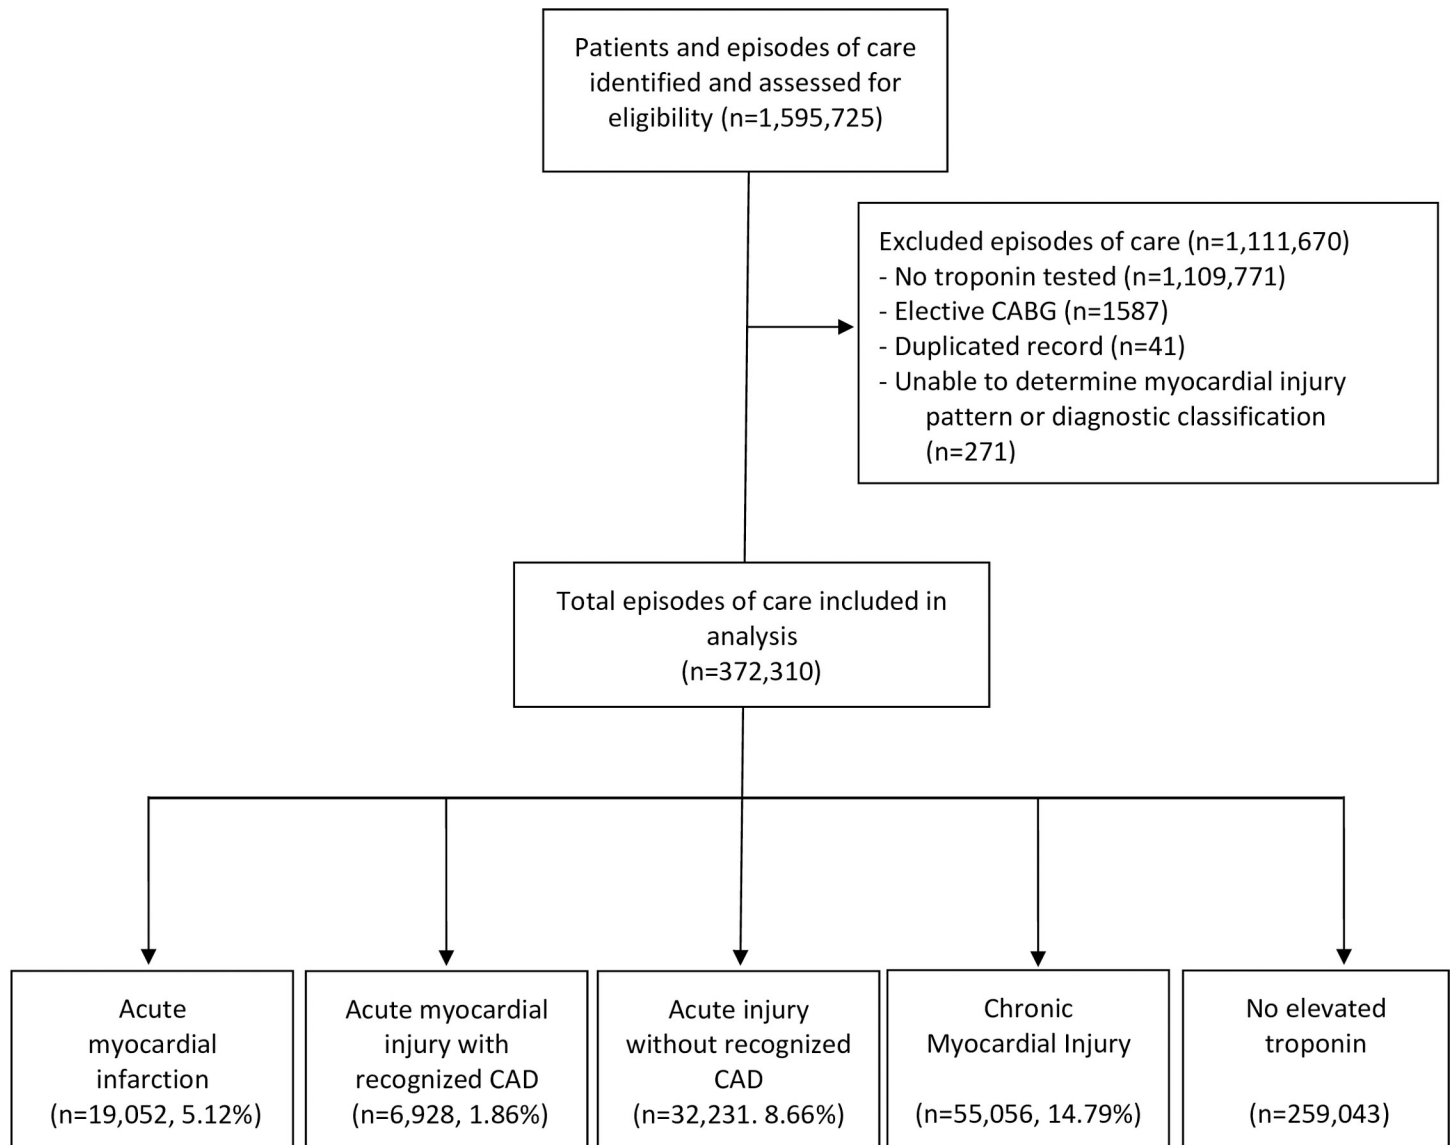 Patients and episodes of care
identified and assessed for
eligibility (n=1,595,725)
Excluded episodes of care (n=1,111,670)
- No troponin tested (n=1,109,771)
- Elective CABG (n=1587)
- Duplicated record (n=41)
- Unable to determine myocardial injury
pattern or diagnostic classification
(n=271)
Total episodes of care included in
analysis
(n=372,310)
Acute
myocardial
infarction
(n=19,052, 5.12%)
Acute myocardial
injury with
recognized CAD
(n=6,928, 1.86%)
Acute injury
without recognized
CAD
(n=32,231. 8.66%)
Chronic
Myocardial Injury
(n=55,056, 14.79%)
No elevated
troponin
(n=259,043)